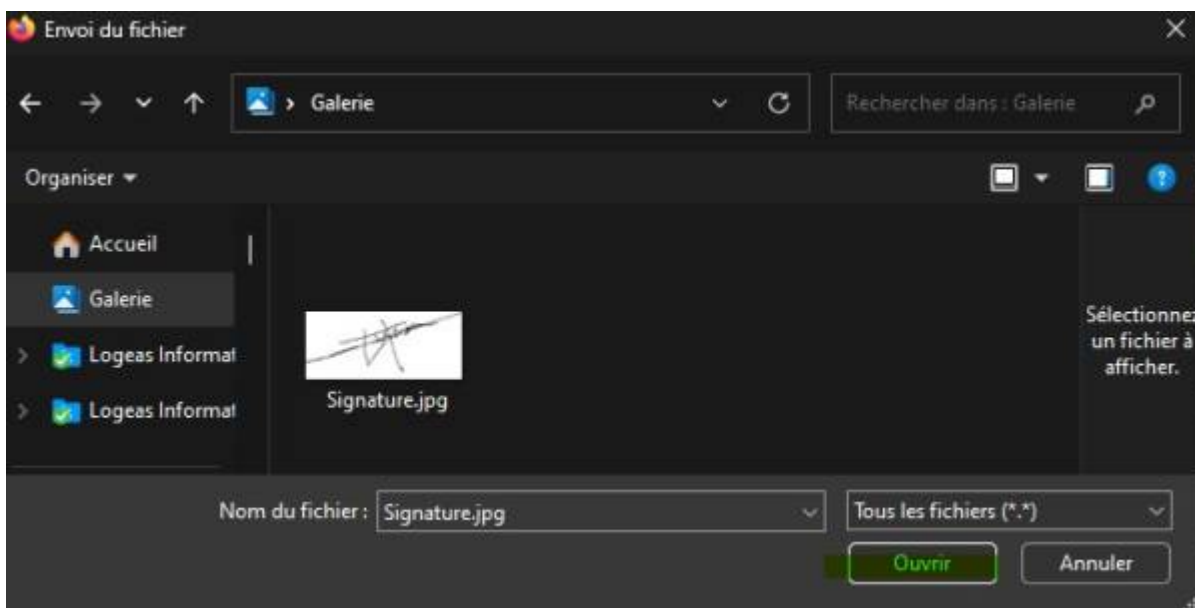 Envoi du fichier
Galerie
Rechercher dans : Galerie
Organiser
Accueil
Galerie
Logeas Informat
Logeas Informat
Signature.jpg
Sélectionnez
un fichier à
afficher.
Nom du fichier : Signature.jpg
Tous les fichiers (*.*)
Ouvrir
Annuler